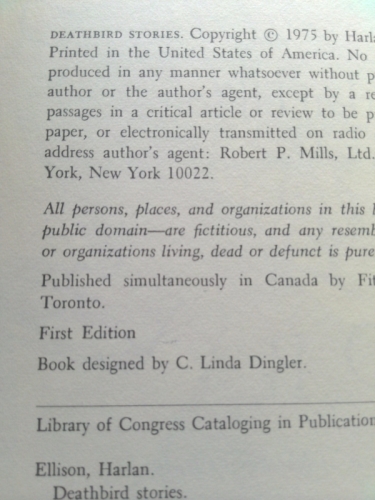 DEATHBIRD STORIES. Copyright © 1975 by Harl
Printed in the United States of America. No
produced in any manner whatsoever without p
author or the author's agent, except by a re
passages in a critical article or review to be p
paper, or electronically transmitted on radio
address author's agent: Robert P. Mills, Ltd.
York, New York 10022.
All persons, places, and organizations in this
public domain—are fictitious, and any resemb
or organizations living, dead or defunct is pure
Published simultaneously in Canada by Fit
Toronto.
First Edition
Book designed by C. Linda Dingler.
Library of Congress Cataloging in Publication
Ellison, Harlan.
Deathbird stories.